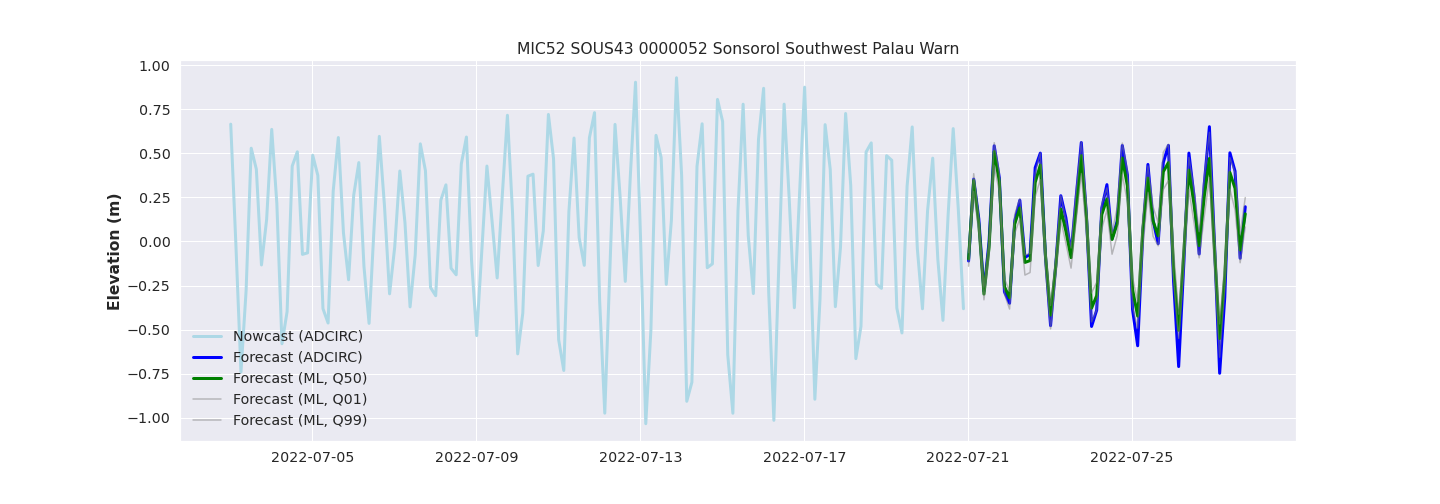 MIC52 SOUS43 0000052 Sonsorol Southwest Palau Warn
Elevation (m)
1.00
0.75
0.50
0.25
0.00
−0.25
−0.50
−0.75
−1.00
Nowcast (ADCIRC)
Forecast (ADCIRC)
Forecast (ML, Q50)
Forecast (ML, Q01)
Forecast (ML, Q99)
2022-07-05 2022-07-09 2022-07-13 2022-07-17 2022-07-21 2022-07-25